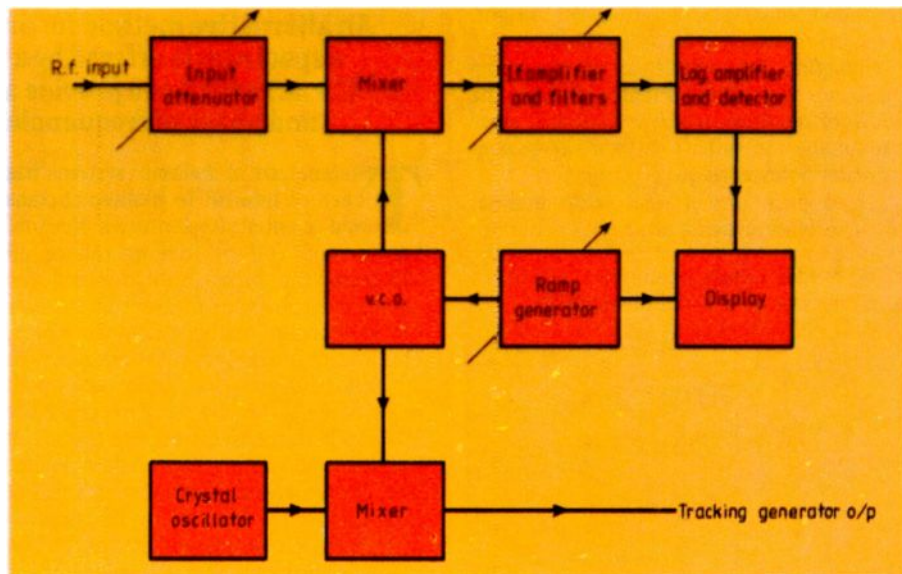 R.f. input
Input
attenuator
Mixer
I.f.amplifier
and filters
Log amplifier
and detector
v.c.o.
Ramp
generator
Display
Crystal
oscillator
Mixer
Tracking generator o/p